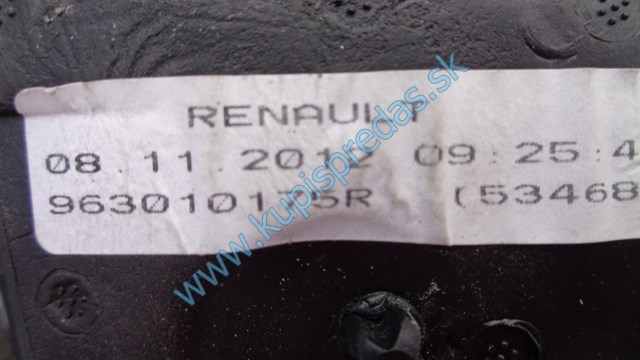 RENAULT
08.11.2012 09:25:4
963010175R (53468
www.kupispredas.sk